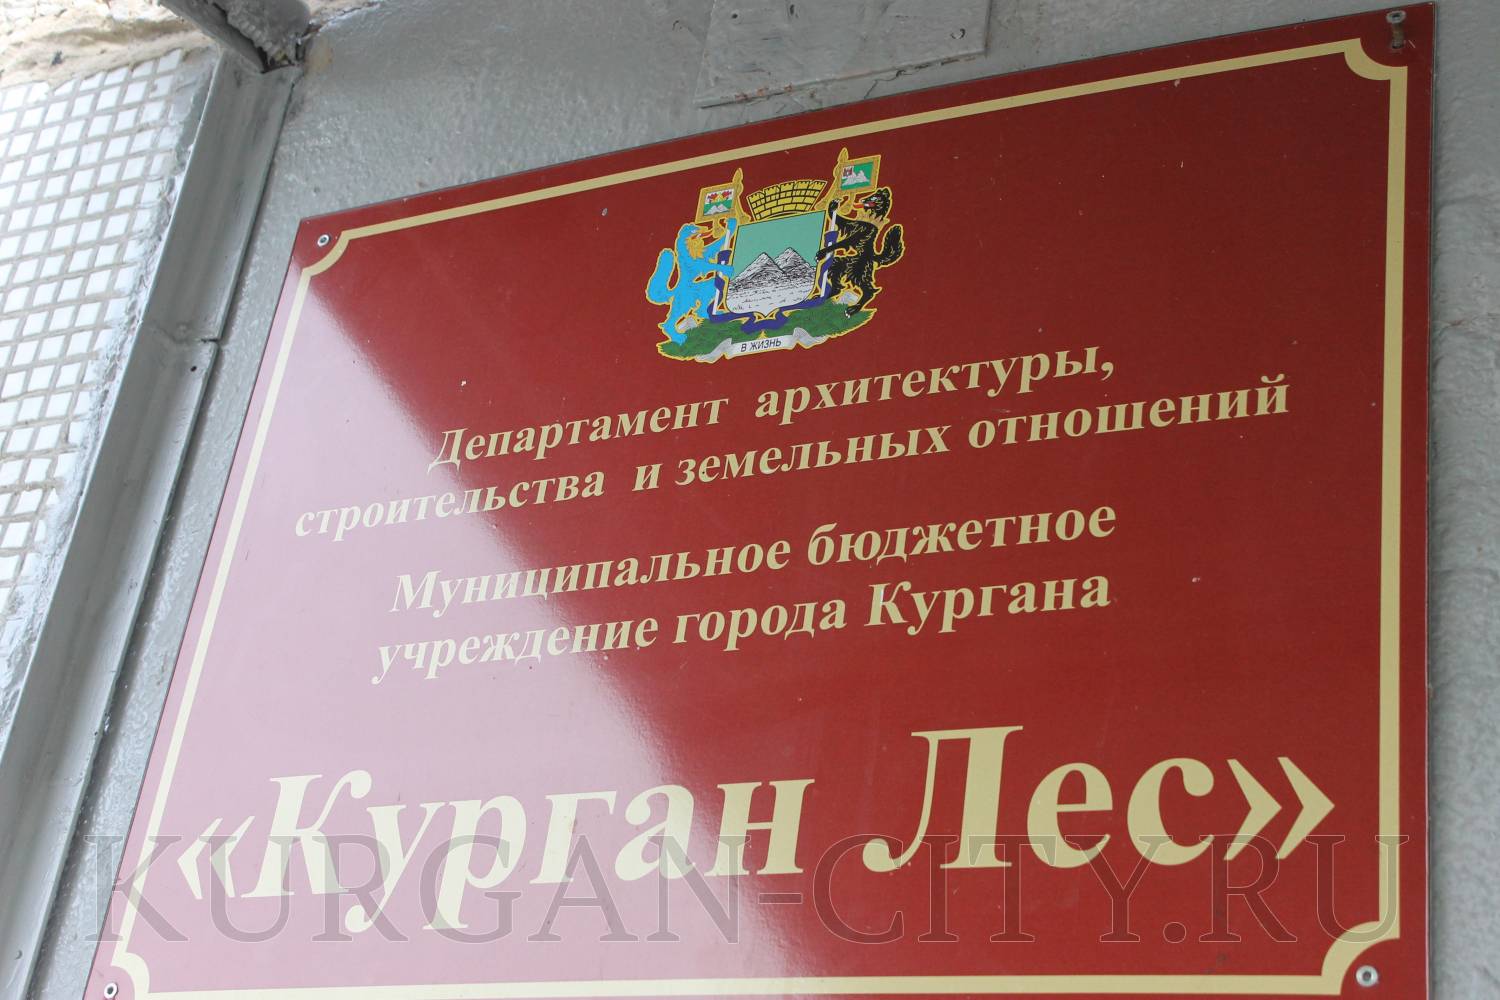 В ЖИЗНЬ
Департамент архитектуры,
строительства и земельных отношений
Муниципальное бюджетное
учреждение города Кургана
«Курган Лес»
KURGAN-CITY.RU